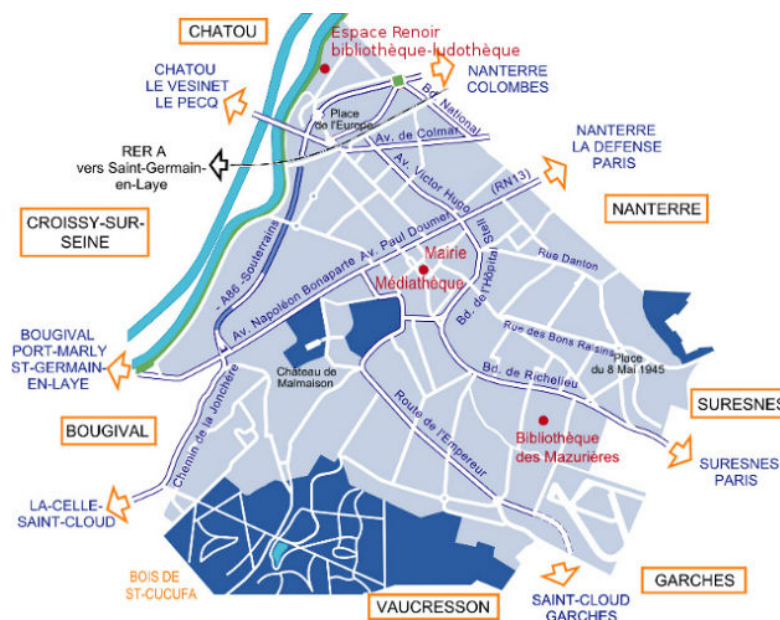 CHATOU
Espace Renoir
bibliothèque-ludothèque
CHATOU
LE VESINET
LE PECQ
NANTERRE
COLOMBES
Bd. National
Place
de l'Europe
Av. de Colmar
RER A
vers Saint-Germain-
en-Laye
NANTERRE
LA DEFENSE
PARIS
Av. Victor Hugo
(RN13)
CROISSY-SUR-
SEINE
NANTERRE
Av. Paul Doumer
Stell
Bd. de l'Hôpital
Mairie
Médiathèque
Rue Danton
- A86 -Souterrains
Av. Napoléon Bonaparte
BOUGIVAL
PORT-MARLY
ST-GERMAIN-
EN-LAYE
Rue des Bons Raisins
Place
du 8 Mai 1945
Château de
Malmaison
Bd. de Richelieu
SURESNES
BOUGIVAL
Chemin de la Jonchère
Route de l'Empereur
Bibliothèque
des Mazurières
SURESNES
PARIS
LA-CELLE-
SAINT-CLOUD
BOIS DE
ST-CUCUFA
VAUCRESSON
SAINT-CLOUD
GARCHES
GARCHES